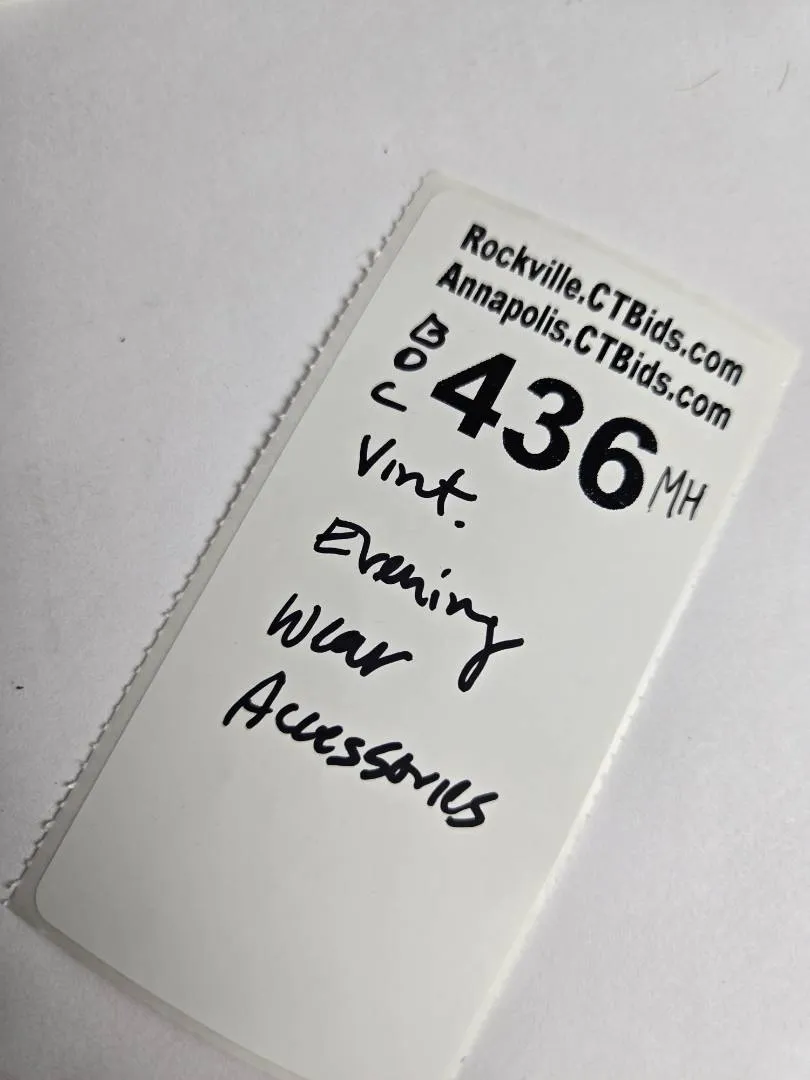 Rockville.CTBids.com
Annapolis.CTBids.com
B
O
C
436 MH
Vint.
Evening
Wear
Accessories